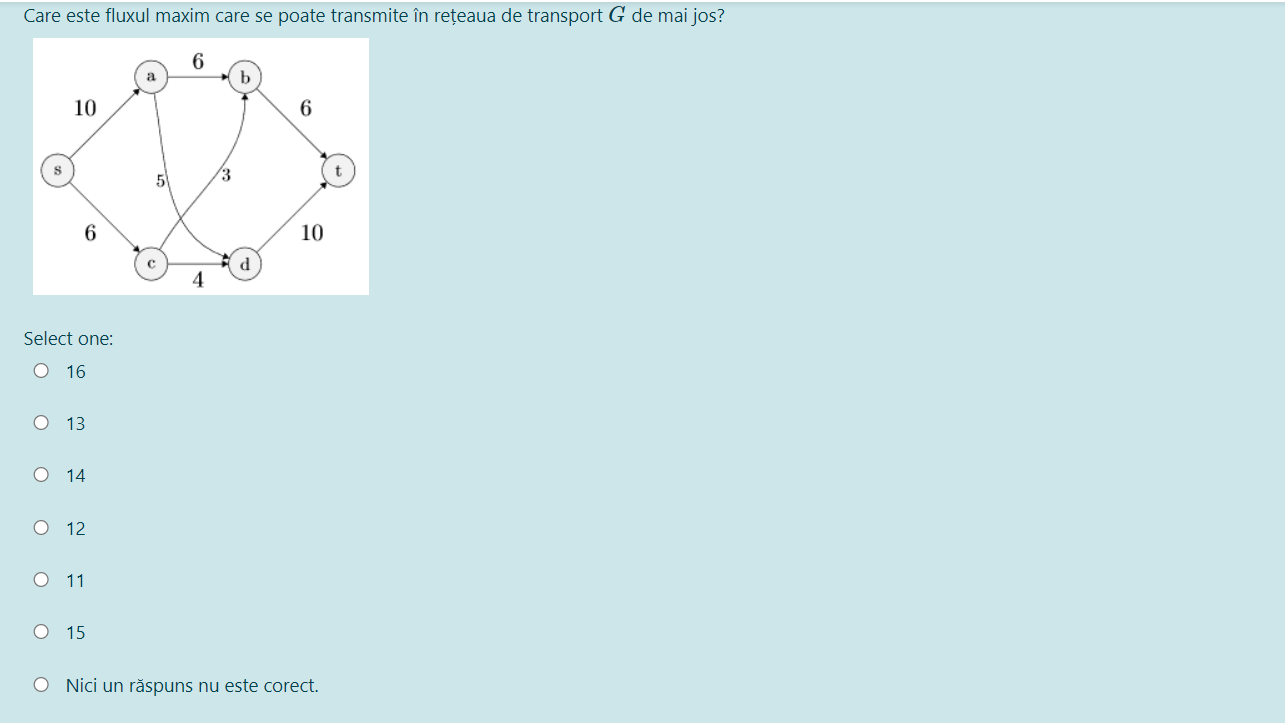 Care este fluxul maxim care se poate transmite în rețeaua de transport G de mai jos?
6
a
b
10
6
s
t
5
3
6
10
c
d
4
Select one:
16
13
14
12
11
15
Nici un răspuns nu este corect.